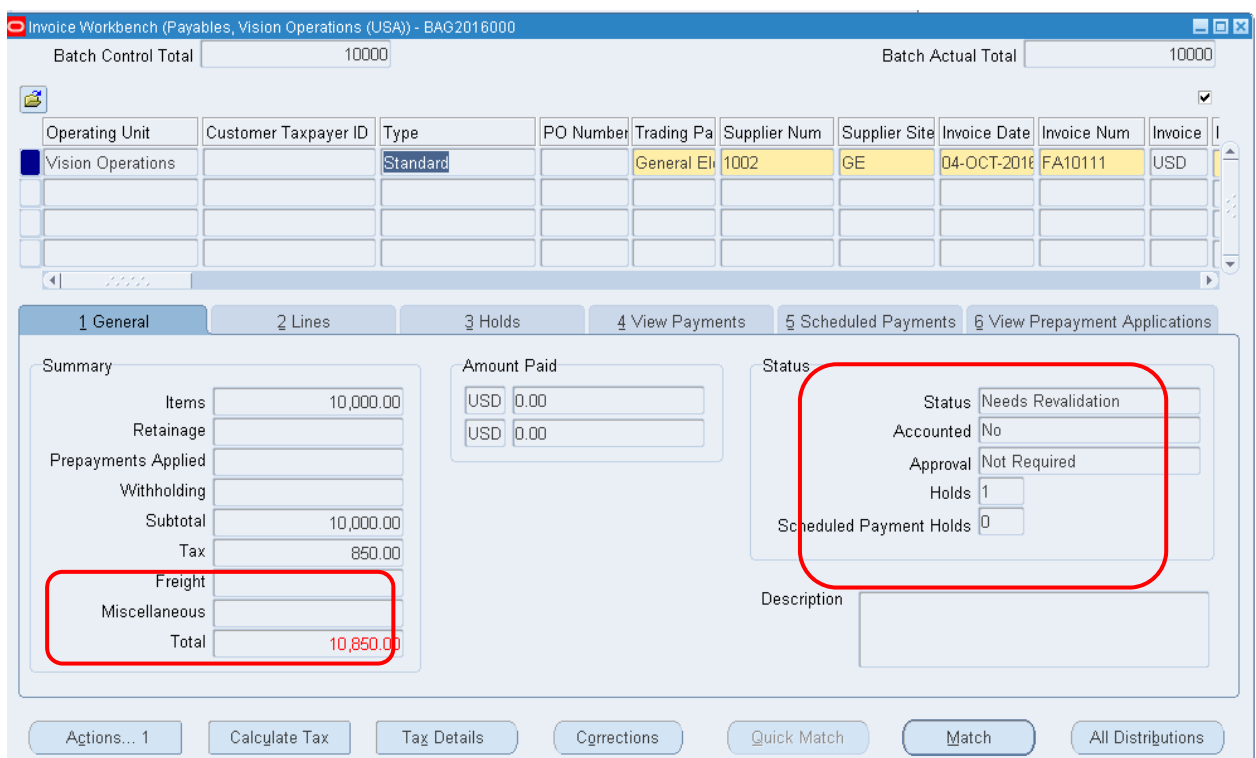 Invoice Workbench (Payables, Vision Operations (USA)) - BAG2016000
Batch Control Total 10000 Batch Actual Total 10000
Operating Unit Customer Taxpayer ID Type PO Number Trading Pa Supplier Num Supplier Site Invoice Date Invoice Num Invoice
Vision Operations Standard General El 1002 GE 04-OCT-2016 FA10111 USD
1 General 2 Lines 3 Holds 4 View Payments 5 Scheduled Payments 6 View Prepayment Applications
Summary Amount Paid Status
Items 10,000.00 USD 0.00 Status Needs Revalidation
Retainage USD 0.00 Accounted No
Prepayments Applied Approval Not Required
Withholding Holds 1
Subtotal 10,000.00 Scheduled Payment Holds 0
Tax 850.00
Freight
Miscellaneous Description
Total 10,850.00
Actions... 1 Calculate Tax Tax Details Corrections Quick Match Match All Distributions